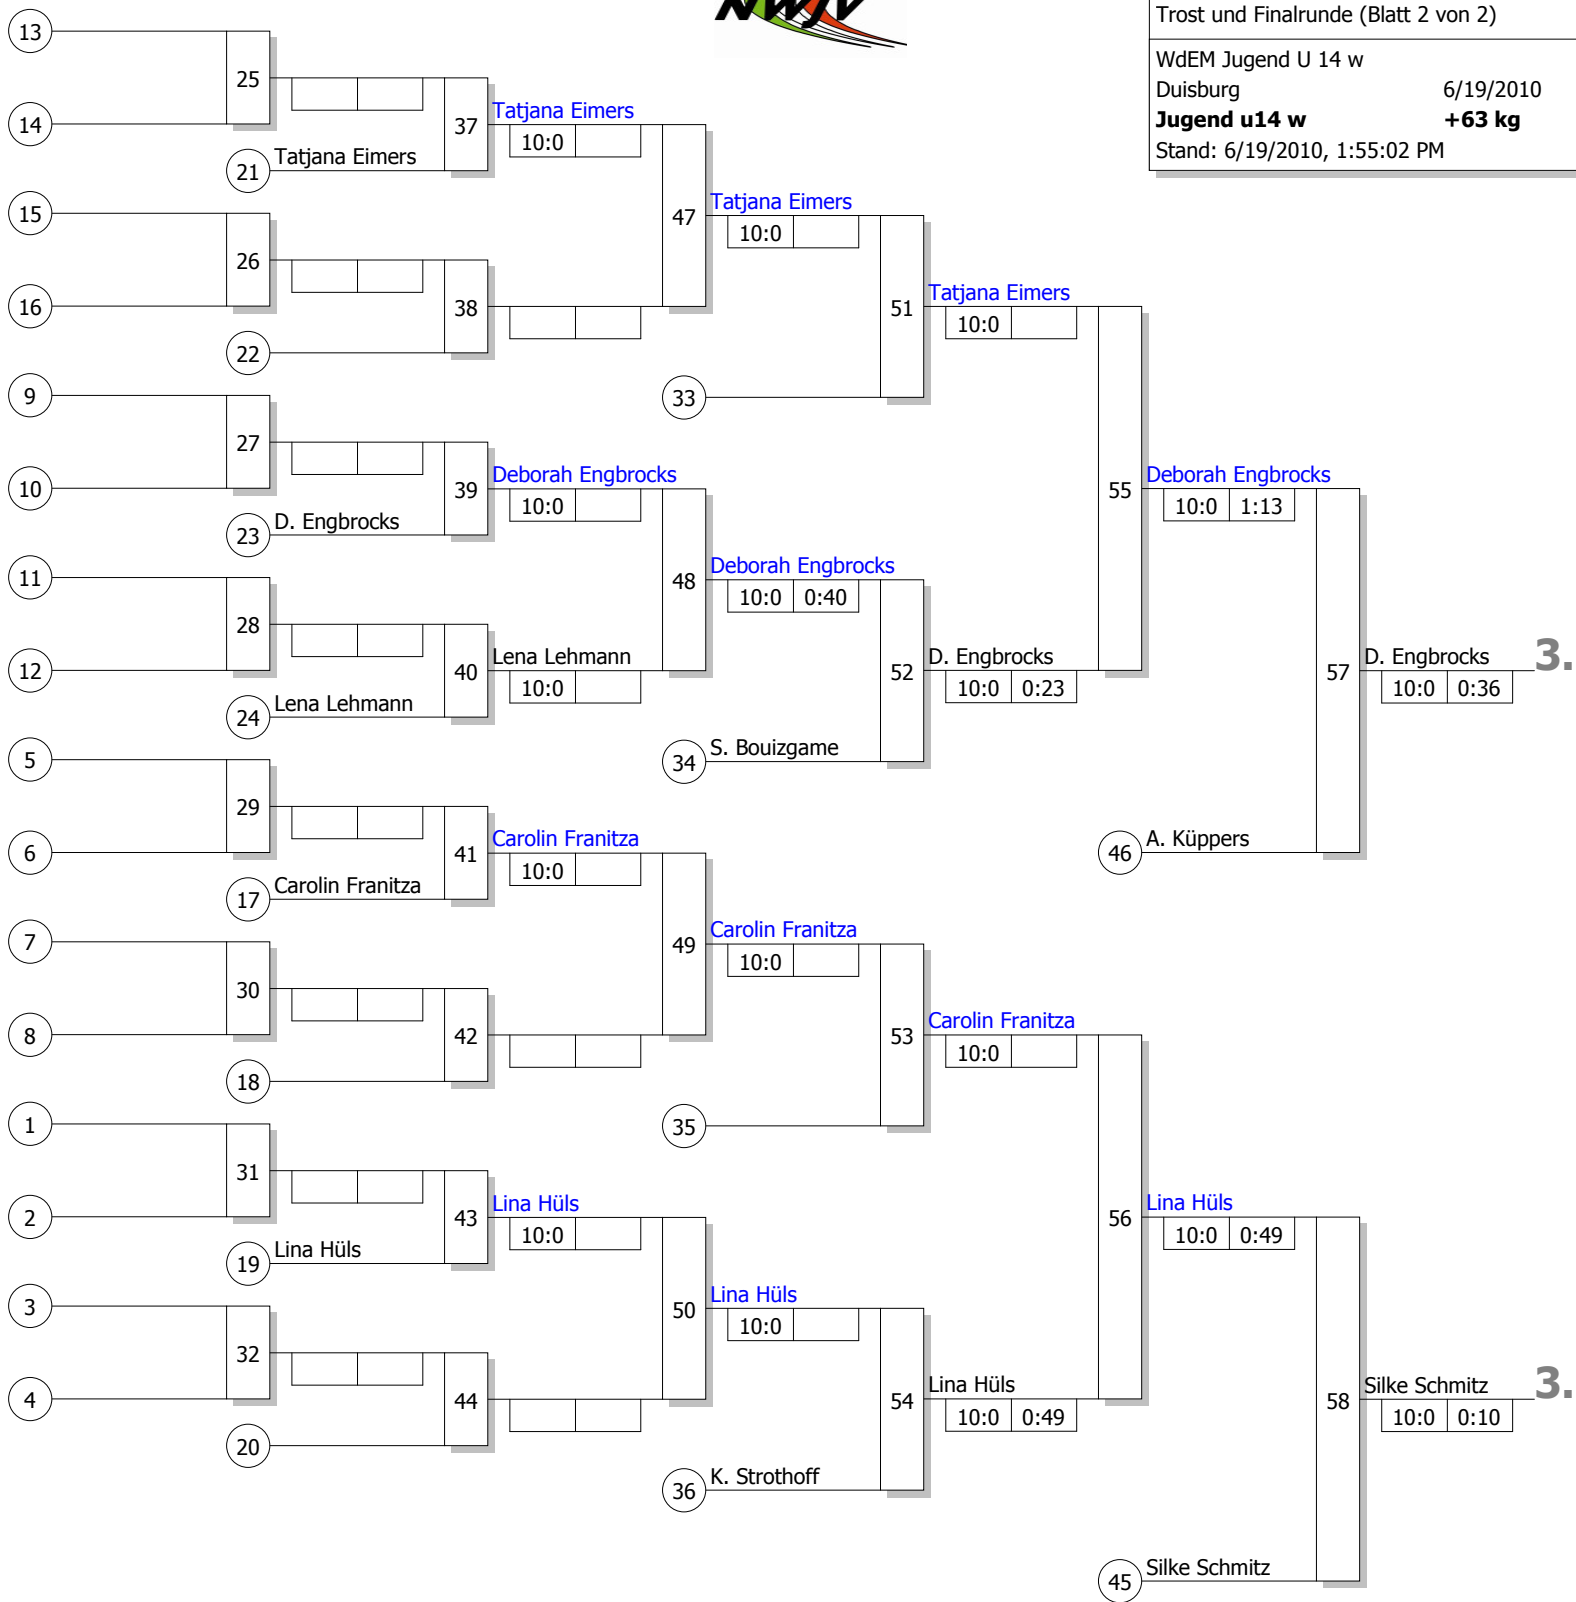 NWJV
Trost und Finalrunde (Blatt 2 von 2)
WdEM Jugend U 14 w
Duisburg 6/19/2010
Jugend u14 w +63 kg
Stand: 6/19/2010, 1:55:02 PM
13
25
14
37
Tatjana Eimers
10:0
21 Tatjana Eimers
15
26
16
38
22
47
Tatjana Eimers
10:0
51
Tatjana Eimers
10:0
33
9
27
10
39
Deborah Engbrocks
10:0
23 D. Engbrocks
11
28
12
40
Lena Lehmann
10:0
24 Lena Lehmann
48
Deborah Engbrocks
10:0 0:40
52
D. Engbrocks
10:0 0:23
34 S. Bouizgame
55
Deborah Engbrocks
10:0 1:13
57
D. Engbrocks 3.
10:0 0:36
46 A. Küppers
5
29
6
41
Carolin Franitza
10:0
17 Carolin Franitza
7
30
8
42
18
49
Carolin Franitza
10:0
53
Carolin Franitza
10:0
35
1
31
2
43
Lina Hüls
10:0
19 Lina Hüls
3
32
4
44
20
50
Lina Hüls
10:0
54
Lina Hüls
10:0 0:49
36 K. Strothoff
56
Lina Hüls
10:0 0:49
58
Silke Schmitz 3.
10:0 0:10
45 Silke Schmitz